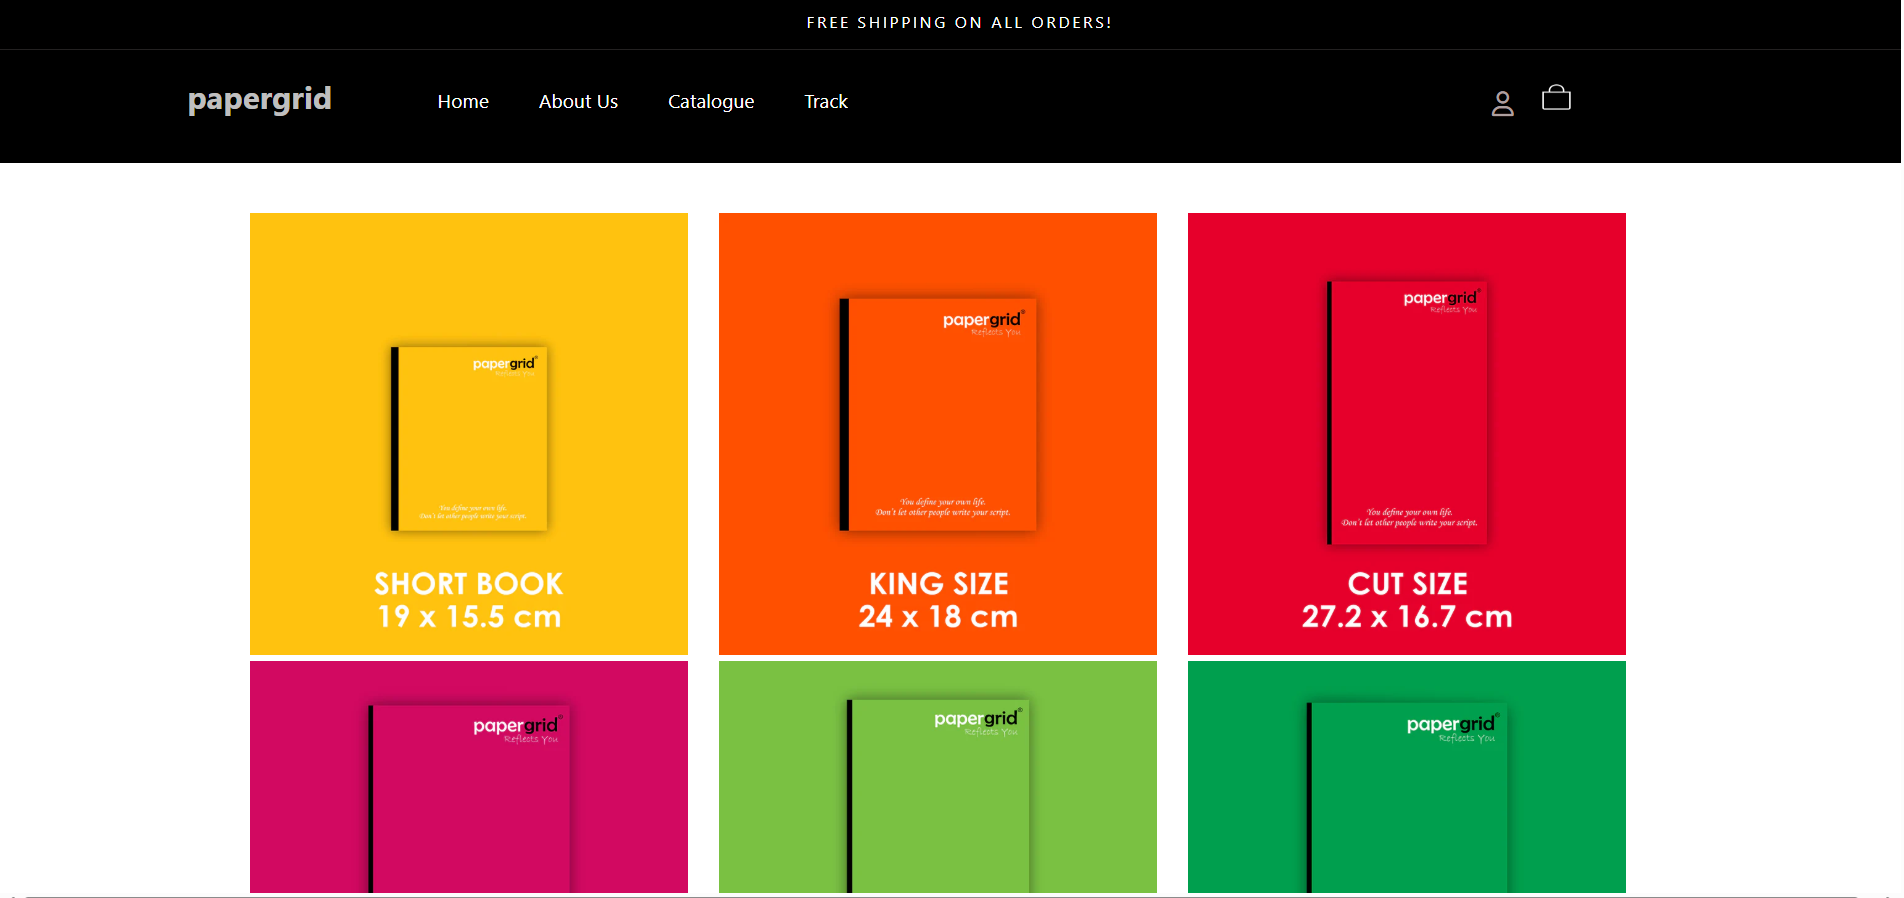 FREE SHIPPING ON ALL ORDERS!
papergrid
Home
About Us
Catalogue
Track
papergrid®
Reflects You
You define your own life.
Don't let other people write your script.
SHORT BOOK
19 x 15.5 cm
papergrid®
Reflects You
You define your own life.
Don't let other people write your script.
KING SIZE
24 x 18 cm
papergrid®
Reflects You
You define your own life.
Don't let other people write your script.
CUT SIZE
27.2 x 16.7 cm
papergrid®
Reflects You
papergrid®
Reflects You
papergrid®
Reflects You